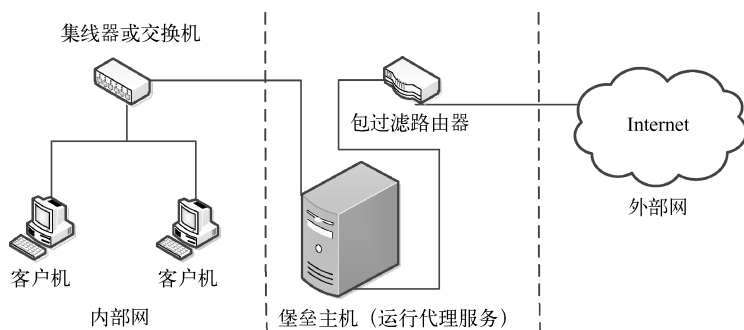 集线器或交换机
包过滤路由器
Internet
外部网
客户机
客户机
内部网
堡垒主机（运行代理服务）